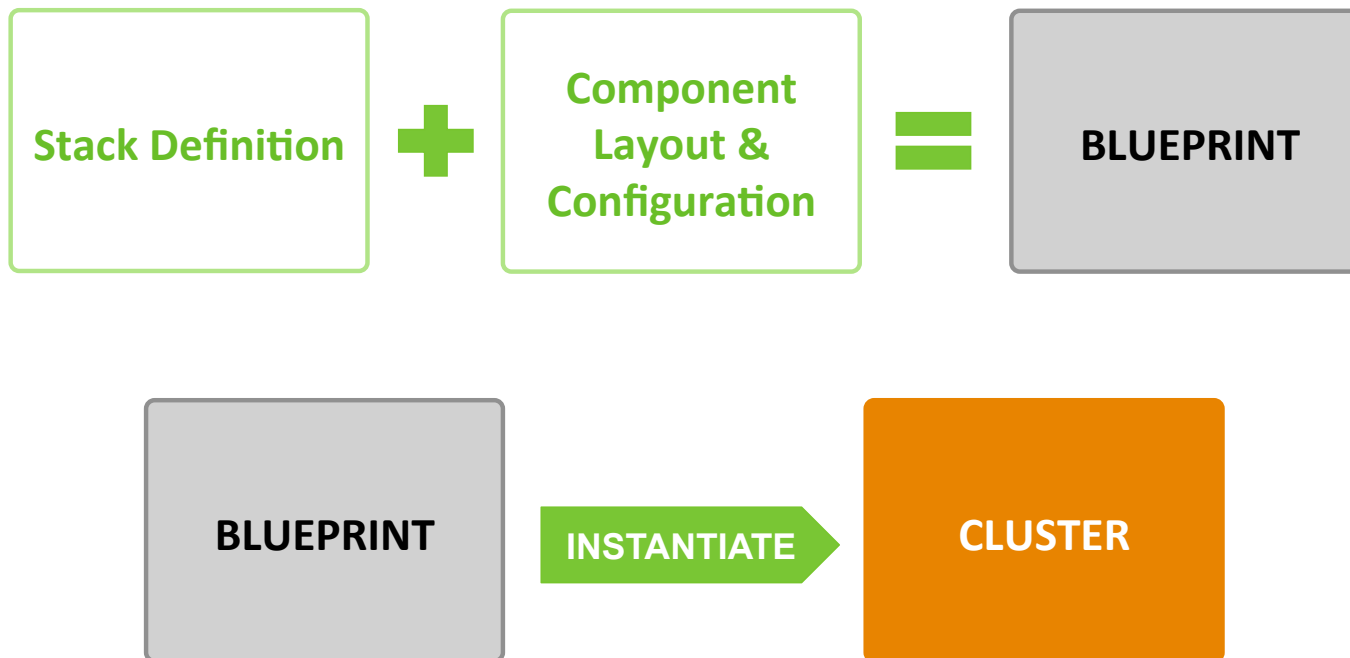 Stack Definition
Component
Layout &
Configuration
BLUEPRINT
BLUEPRINT
INSTANTIATE
CLUSTER